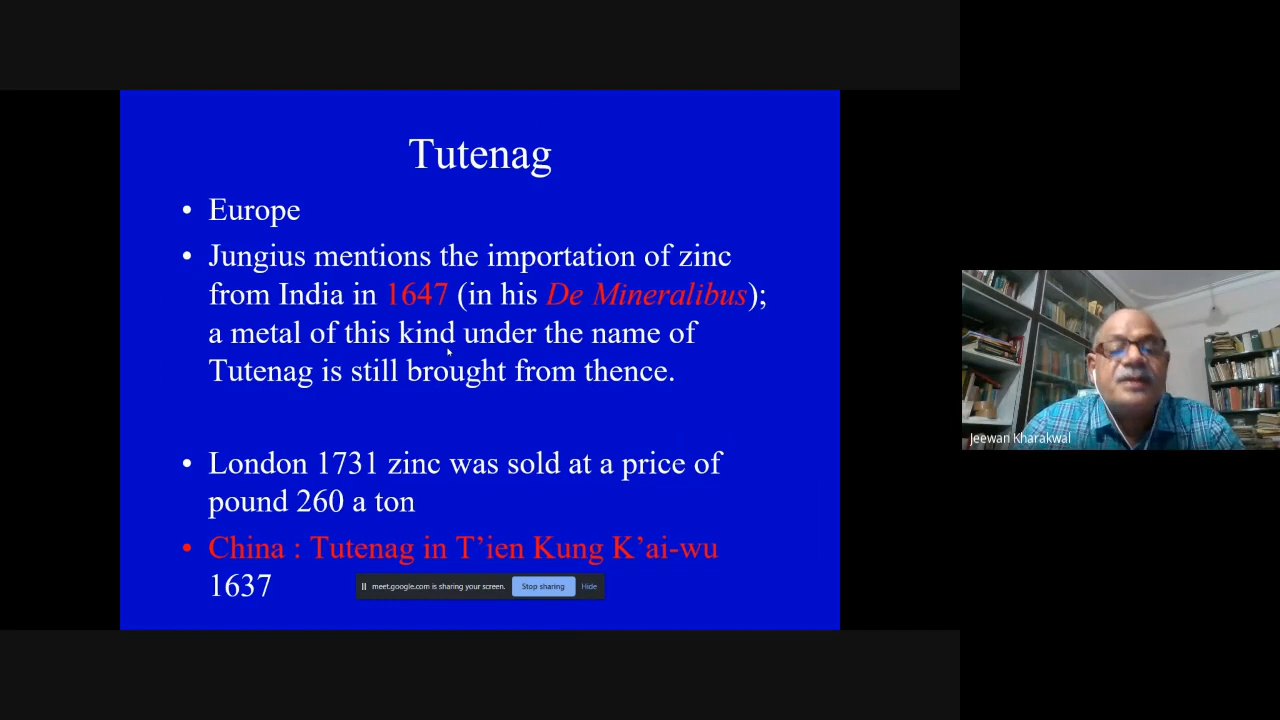 Tutenag
• Europe
• Jungius mentions the importation of zinc
from India in 1647 (in his De Mineralibus);
a metal of this kind under the name of
Tutenag is still brought from thence.
• London 1731 zinc was sold at a price of
pound 260 a ton
• China : Tutenag in T’ien Kung K’ai-wu
1637
meet.google.com is sharing your screen. Stop sharing Hide
Jeewan Kharakwal